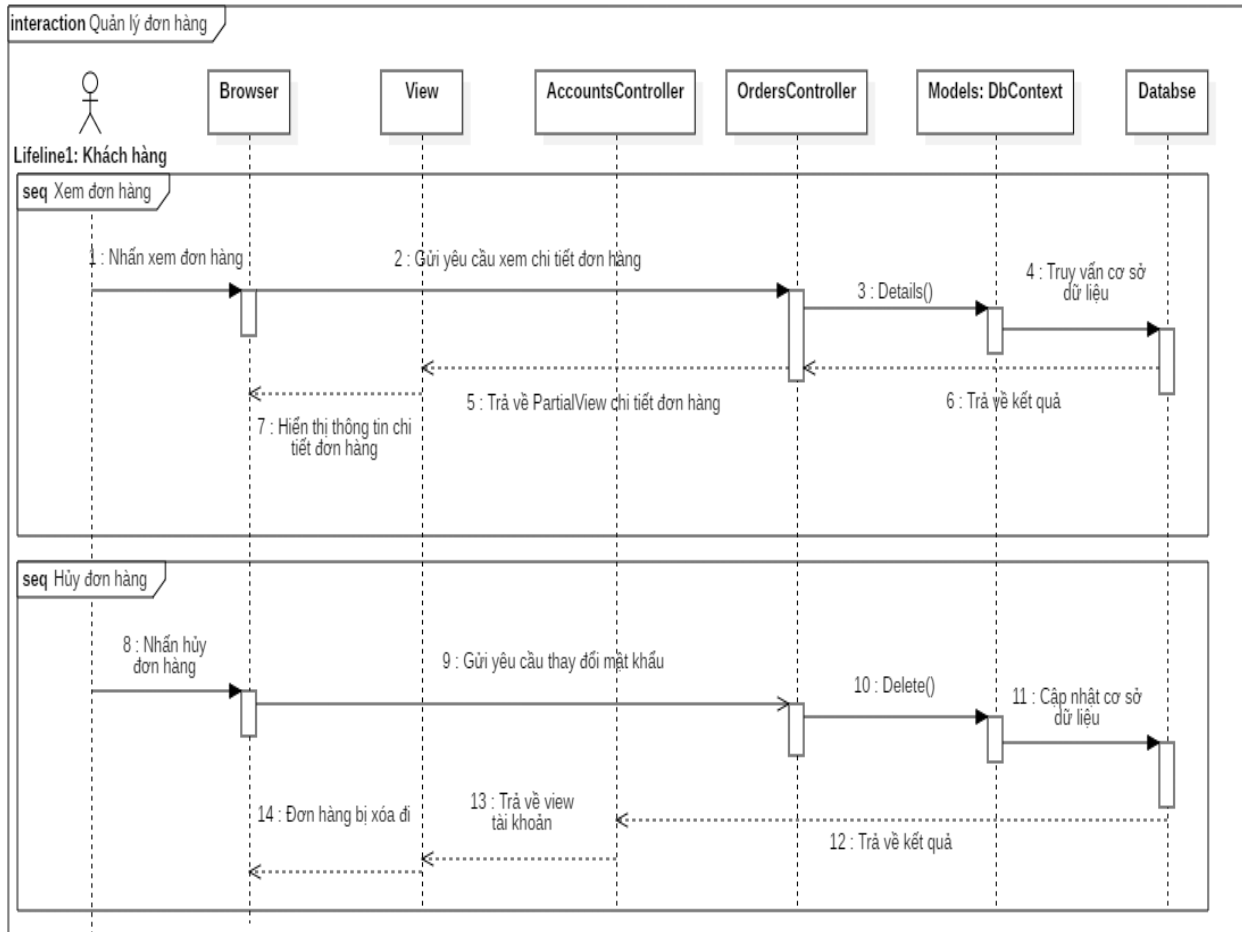 interaction Quản lý đơn hàng
Browser
View
AccountsController
OrdersController
Models: DbContext
Databse
Lifeline1: Khách hàng
seq Xem đơn hàng
1 : Nhấn xem đơn hàng
2 : Gửi yêu cầu xem chi tiết đơn hàng
3 : Details()
4 : Truy vấn cơ sở
dữ liệu
5 : Trả về PartialView chi tiết đơn hàng
6 : Trả về kết quả
7 : Hiển thị thông tin chi
tiết đơn hàng
seq Hủy đơn hàng
8 : Nhấn hủy
đơn hàng
9 : Gửi yêu cầu thay đổi mật khẩu
10 : Delete()
11 : Cập nhật cơ sở
dữ liệu
12 : Trả về kết quả
13 : Trả về view
tài khoản
14 : Đơn hàng bị xóa đi